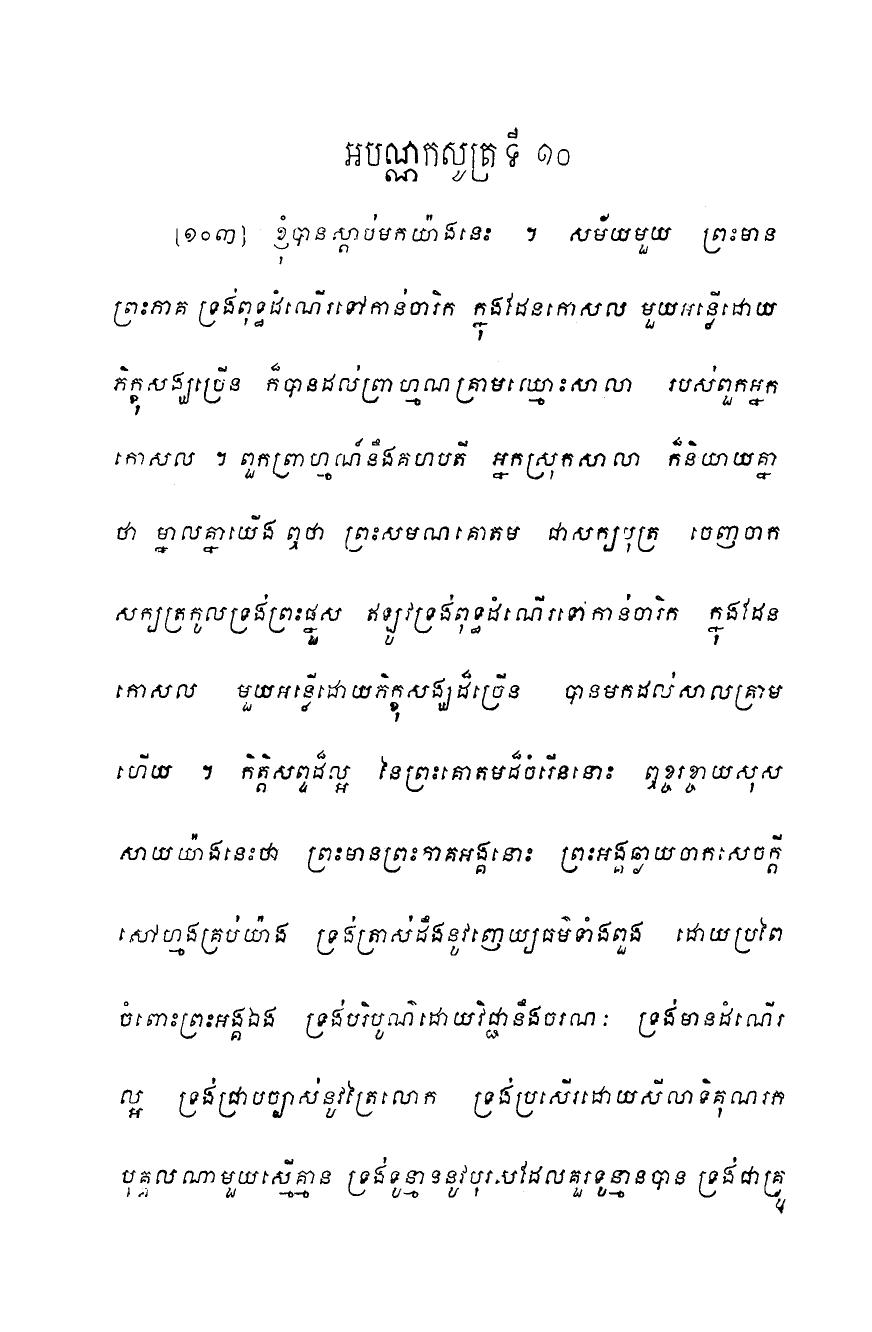 អបណ្ណកសូត្រ ទី ១០
[១០៣] ខ្ញុំបានស្តាប់មកយ៉ាងនេះ ។ សម័យមួយ ព្រះមាន
ព្រះភាគ ទ្រង់ពុទ្ធដំណើរទៅកាន់ចារិក ក្នុងដែនកោសល មួយអន្លើដោយ
ភិក្ខុសង្ឃច្រើន ក៏បានដល់ព្រាហ្មណគ្រាមឈ្មោះសាលា របស់ពួកអ្នក
កោសល ។ ពួកព្រាហ្មណ៍នឹងគហបតី អ្នកស្រុកសាលា ក៏និយាយគ្នា
ថា ម្នាលគ្នាយើង ឮថា ព្រះសមណគោតម ជាសក្យបុត្រ ចេញចាក
សក្យត្រកូលទ្រង់ព្រះផ្នួស ឥឡូវទ្រង់ពុទ្ធដំណើរទៅកាន់ចារិក ក្នុងដែន
កោសល មួយអន្លើដោយភិក្ខុសង្ឃដ៏ច្រើន បានមកដល់សាលគ្រាម
ហើយ ។ កិត្តិសព្ទដ៏ល្អ នៃព្រះគោតមដ៏ចំរើននោះ ឮខ្ចរខ្ចាយសុស
សាយយ៉ាងនេះថា ព្រះមានព្រះភាគអង្គនោះ ព្រះអង្គឆ្ងាយចាកសេចក្តី
សៅហ្មងគ្រប់យ៉ាង ទ្រង់ត្រាស់ដឹងនូវញេយ្យធម៌ទាំងពួង ដោយប្រពៃ
ចំពោះព្រះអង្គឯង ទ្រង់បរិបូណ៌ដោយវិជ្ជានឹងចរណៈ ទ្រង់មានដំណើរ
ល្អ ទ្រង់ជ្រាបច្បាស់នូវត្រៃលោក ទ្រង់ប្រសើរដោយសីលាទិគុណរក
បុគ្គលណាមួយស្មើគ្មាន ទ្រង់ទូន្មាននូវបុរសដែលគួរទូន្មានបាន ទ្រង់ជាគ្រូ